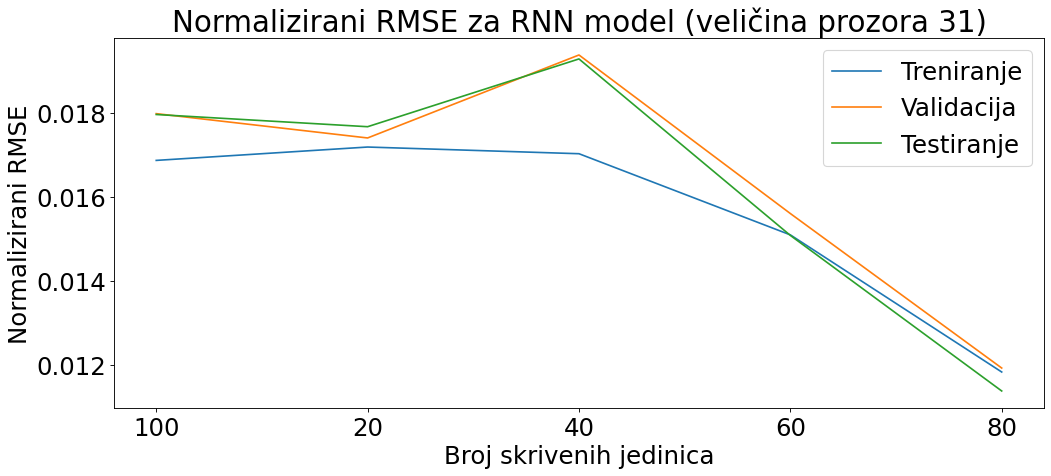 Normalizirani RMSE za RNN model (veličina prozora 31)
Treniranje
Validacija
Testiranje
Normalizirani RMSE
0.018
0.016
0.014
0.012
100 20 40 60 80
Broj skrivenih jedinica